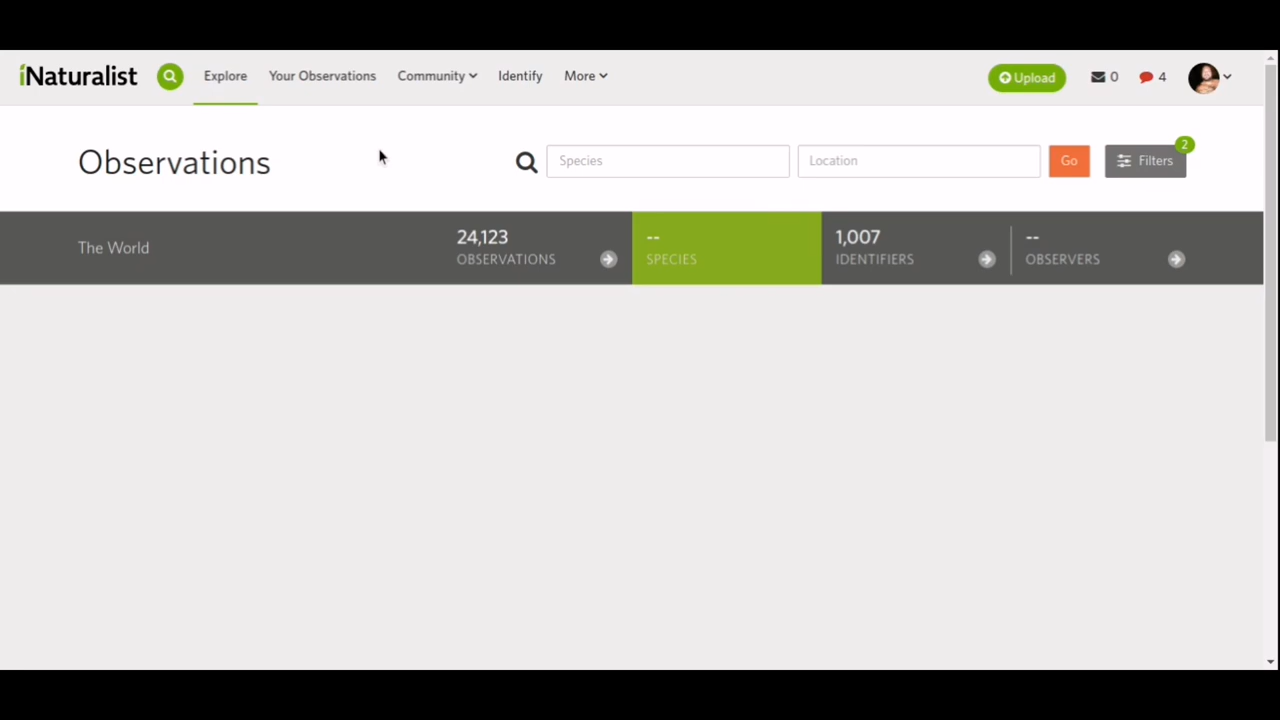 iNaturalist Explore Your Observations Community Identify More Upload 0 4
Observations Species Location Go Filters 2
The World
24,123 -- 1,007 --
OBSERVATIONS SPECIES IDENTIFIERS OBSERVERS